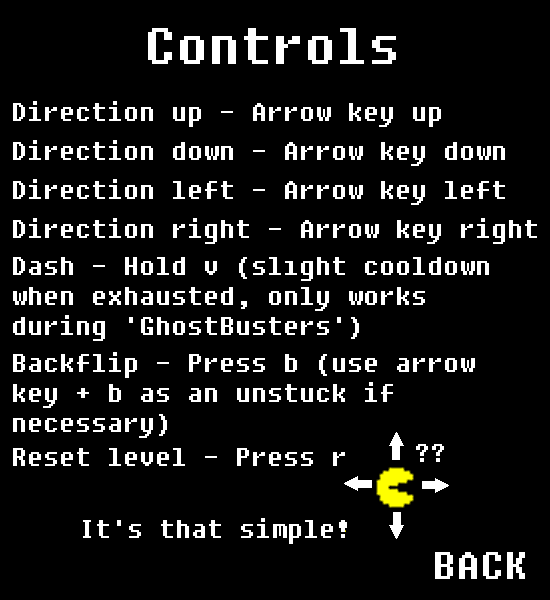 Controls
Direction up - Arrow key up
Direction down - Arrow key down
Direction left - Arrow key left
Direction right - Arrow key right
Dash - Hold v (slight cooldown
when exhausted, only works
during 'GhostBusters')
Backflip - Press b (use arrow
key + b as an unstuck if
necessary)
Reset level - Press r
??
It's that simple!
BACK